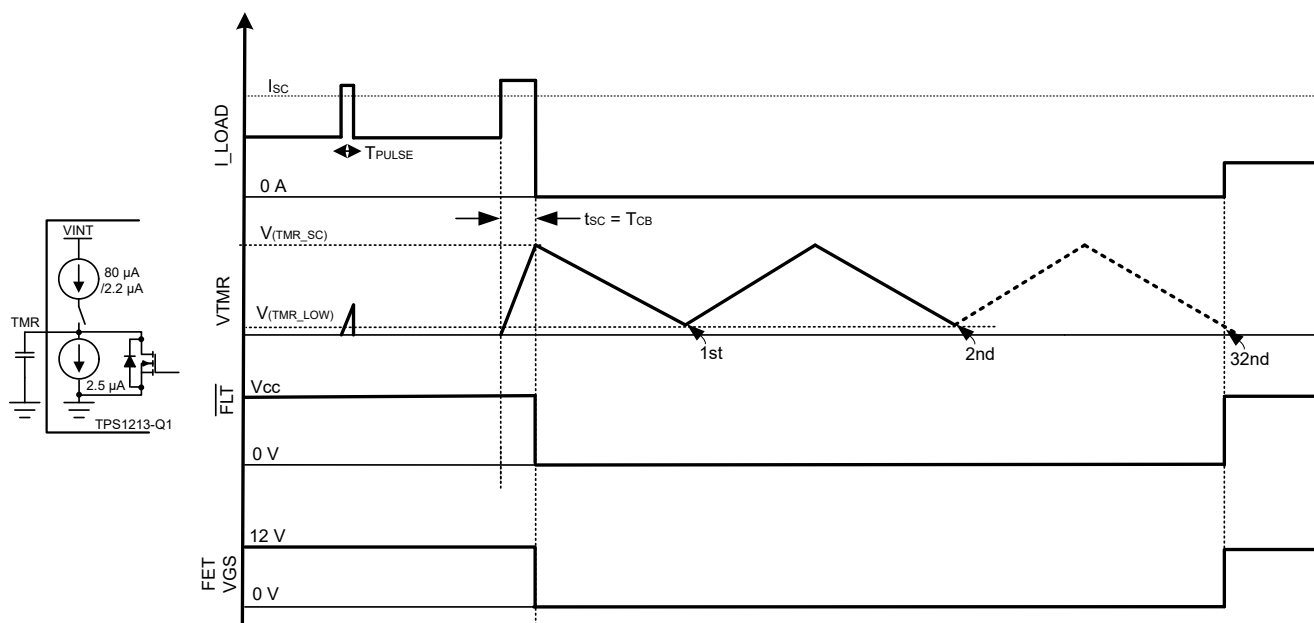 VINT
80 µA
/2.2 µA
TMR
2.5 µA
TPS1213-Q1
I_LOAD
ISC
TPULSE
0 A
tSC = TCB
VTMR
V(TMR_SC)
V(TMR_LOW)
1st
2nd
32nd
FLT
Vcc
0 V
FET
VGS
12 V
0 V